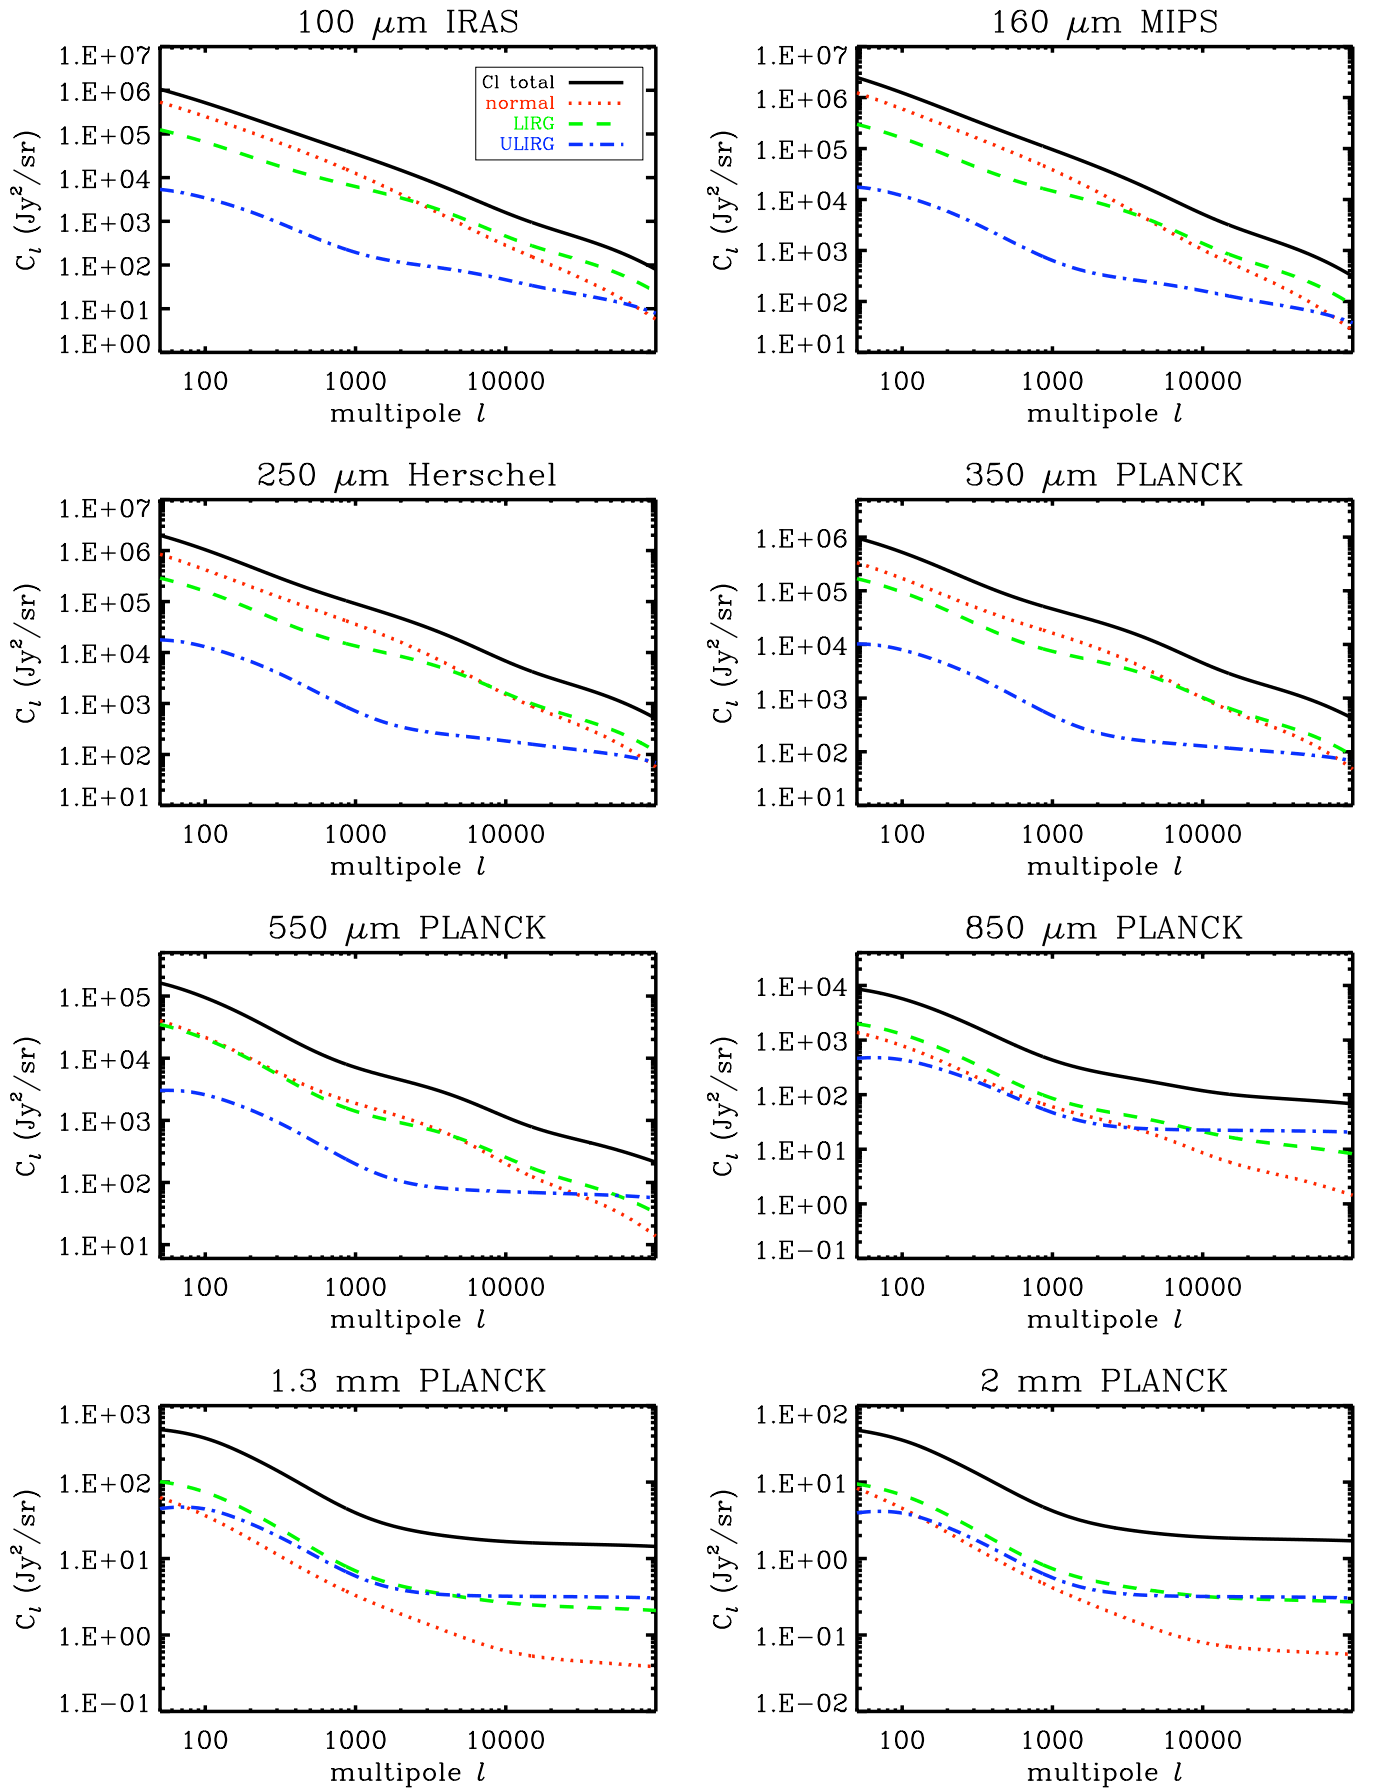 100 μm IRAS
C_l (Jy²/sr)
1.E+07
1.E+06
1.E+05
1.E+04
1.E+03
1.E+02
1.E+01
1.E+00
Cl total
normal
LIRG
ULIRG
100 1000 10000
multipole l
160 μm MIPS
C_l (Jy²/sr)
1.E+07
1.E+06
1.E+05
1.E+04
1.E+03
1.E+02
1.E+01
100 1000 10000
multipole l
250 μm Herschel
C_l (Jy²/sr)
1.E+07
1.E+06
1.E+05
1.E+04
1.E+03
1.E+02
1.E+01
100 1000 10000
multipole l
350 μm PLANCK
C_l (Jy²/sr)
1.E+06
1.E+05
1.E+04
1.E+03
1.E+02
1.E+01
100 1000 10000
multipole l
550 μm PLANCK
C_l (Jy²/sr)
1.E+05
1.E+04
1.E+03
1.E+02
1.E+01
100 1000 10000
multipole l
850 μm PLANCK
C_l (Jy²/sr)
1.E+04
1.E+03
1.E+02
1.E+01
1.E+00
1.E−01
100 1000 10000
multipole l
1.3 mm PLANCK
C_l (Jy²/sr)
1.E+03
1.E+02
1.E+01
1.E+00
1.E−01
100 1000 10000
multipole l
2 mm PLANCK
C_l (Jy²/sr)
1.E+02
1.E+01
1.E+00
1.E−01
1.E−02
100 1000 10000
multipole l